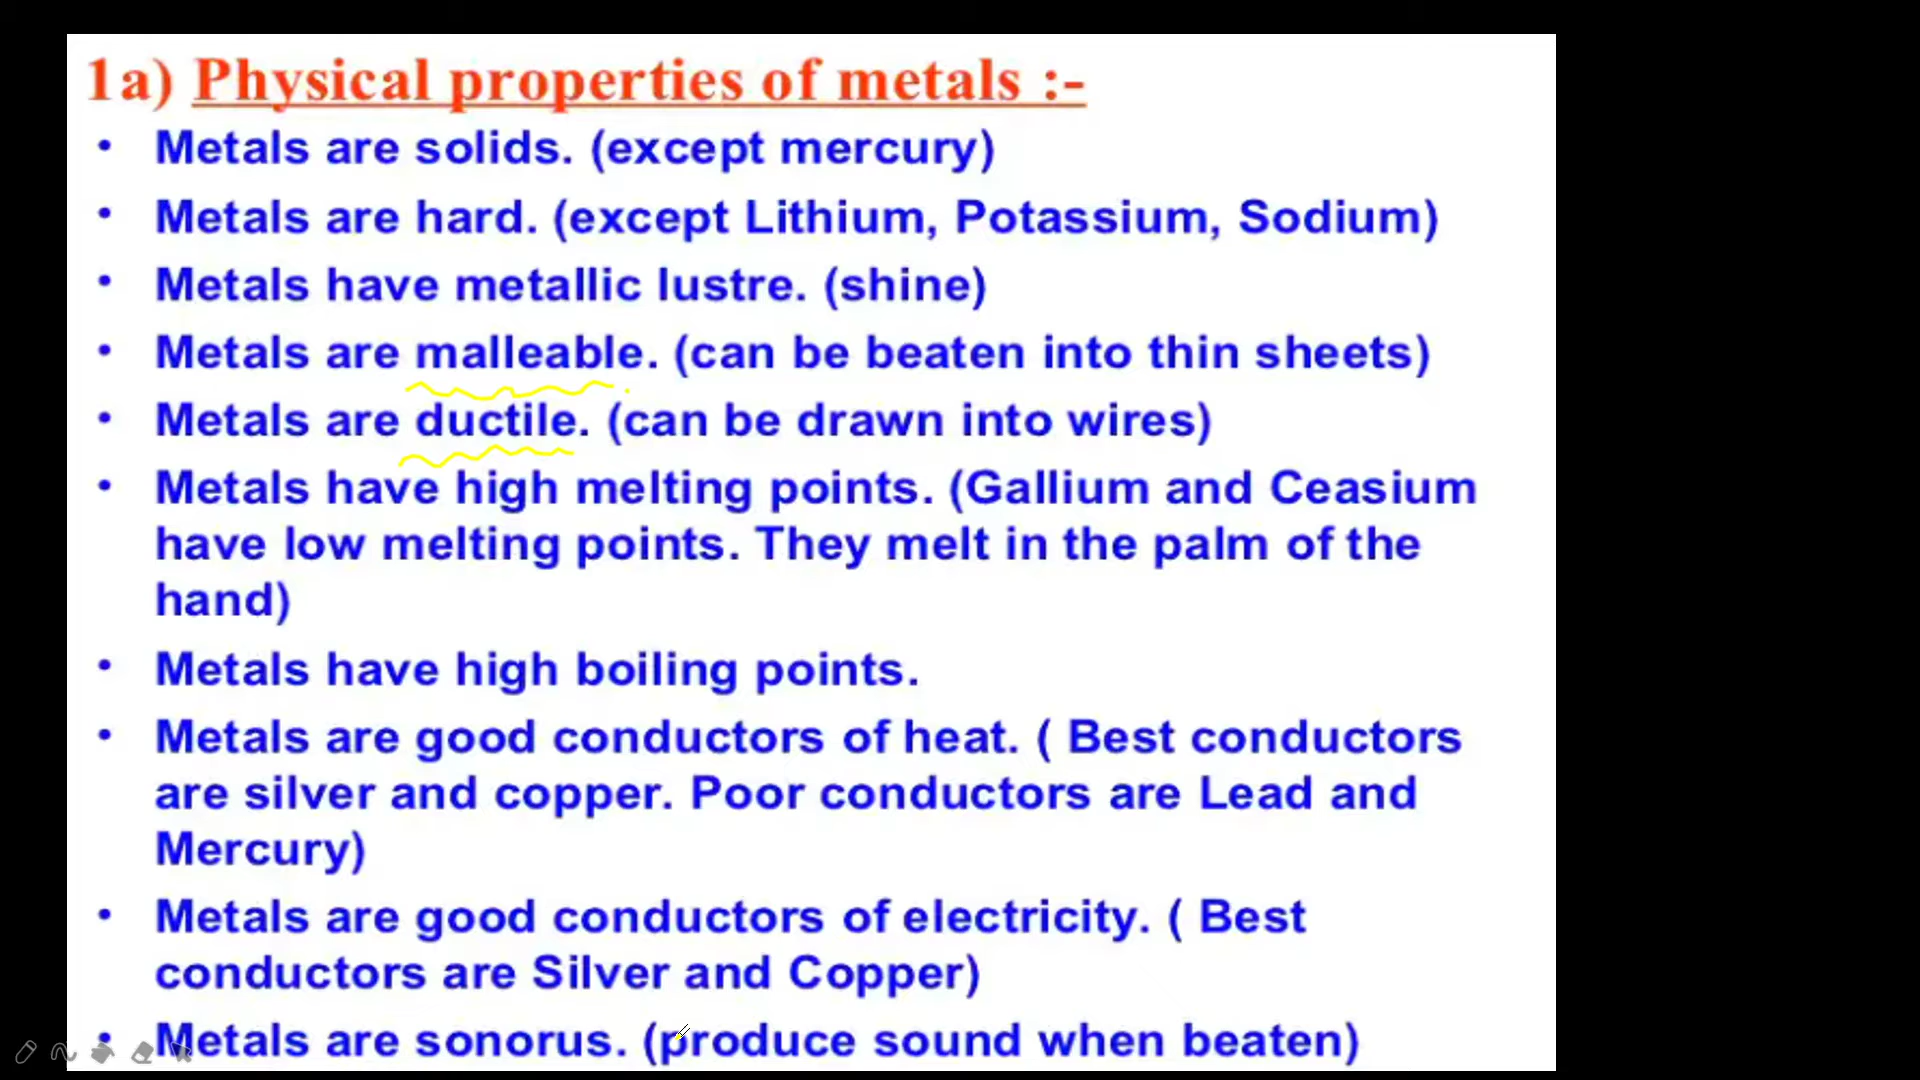 1a) Physical properties of metals :-
• Metals are solids. (except mercury)
• Metals are hard. (except Lithium, Potassium, Sodium)
• Metals have metallic lustre. (shine)
• Metals are malleable. (can be beaten into thin sheets)
• Metals are ductile. (can be drawn into wires)
• Metals have high melting points. (Gallium and Ceasium
have low melting points. They melt in the palm of the
hand)
• Metals have high boiling points.
• Metals are good conductors of heat. ( Best conductors
are silver and copper. Poor conductors are Lead and
Mercury)
• Metals are good conductors of electricity. ( Best
conductors are Silver and Copper)
• Metals are sonorus. (produce sound when beaten)